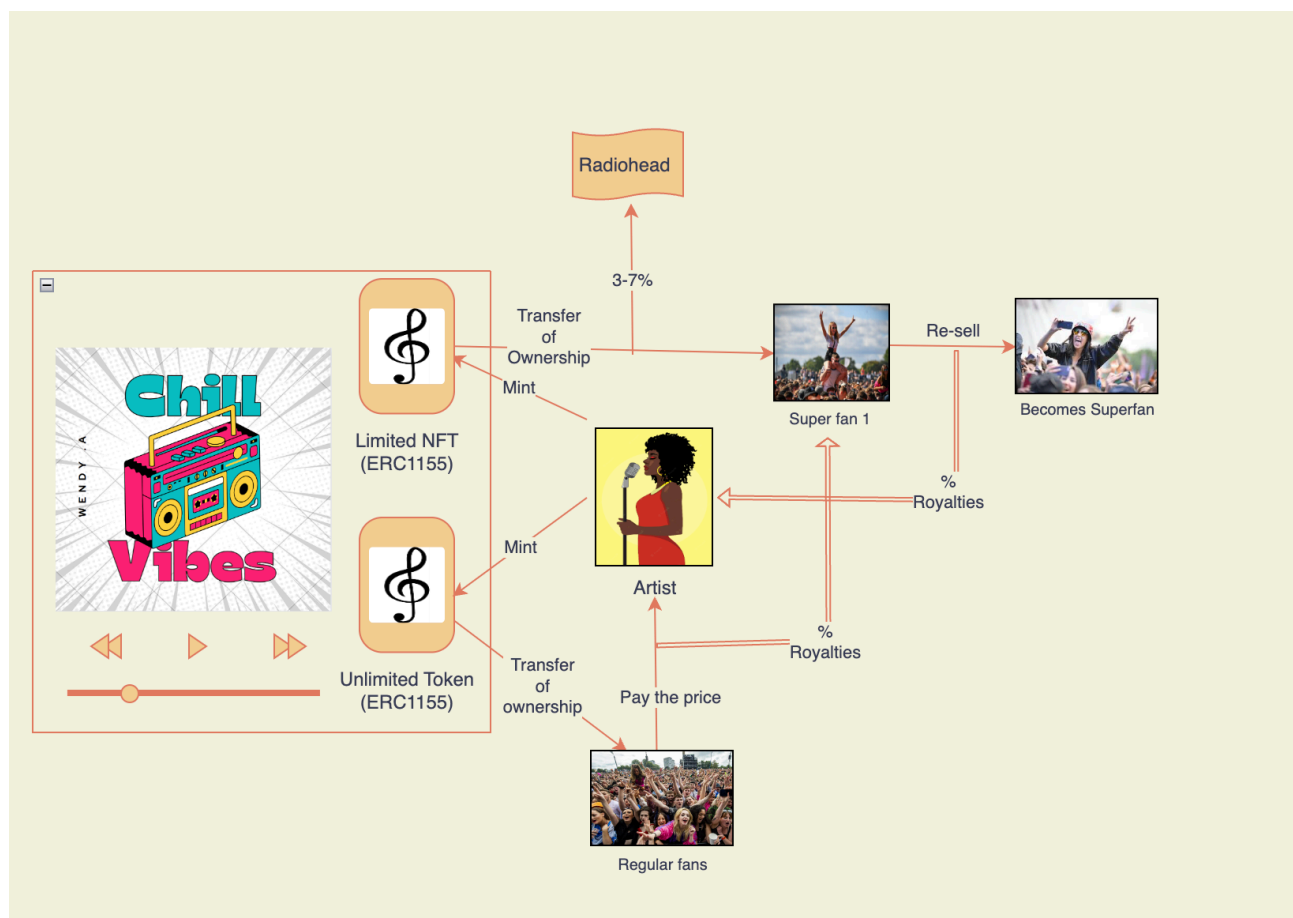 Radiohead
3-7%
Transfer
of
Ownership
Mint
Re-sell
Becomes Superfan
Super fan 1
Chill
WENDY .A
Vibes
Limited NFT
(ERC1155)
%
Royalties
Mint
Artist
%
Royalties
Unlimited Token
(ERC1155)
Transfer
of
ownership
Pay the price
Regular fans